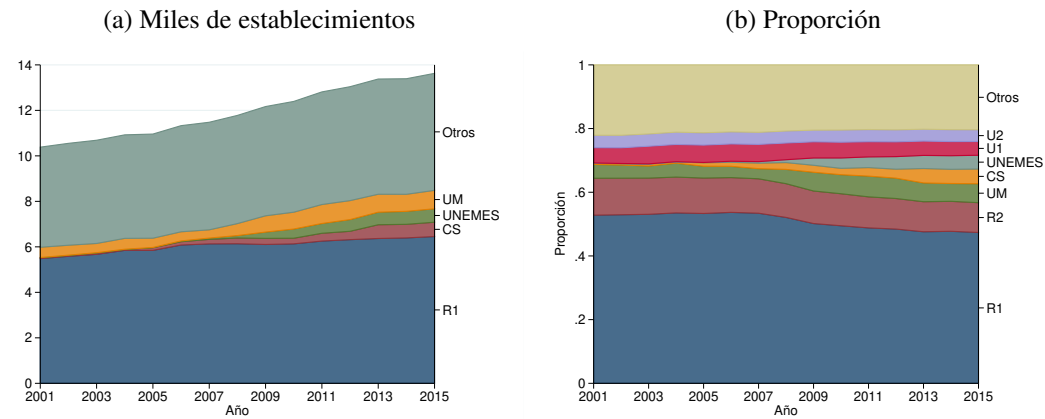 (a) Miles de establecimientos
14
12
10
8
6
4
2
0
2001 2003 2005 2007 2009 2011 2013 2015
Año
Otros
UM
UNEMES
CS
R1
(b) Proporción
Proporción
1
.8
.6
.4
.2
0
2001 2003 2005 2007 2009 2011 2013 2015
Año
Otros
U2
U1
UNEMES
CS
UM
R2
R1